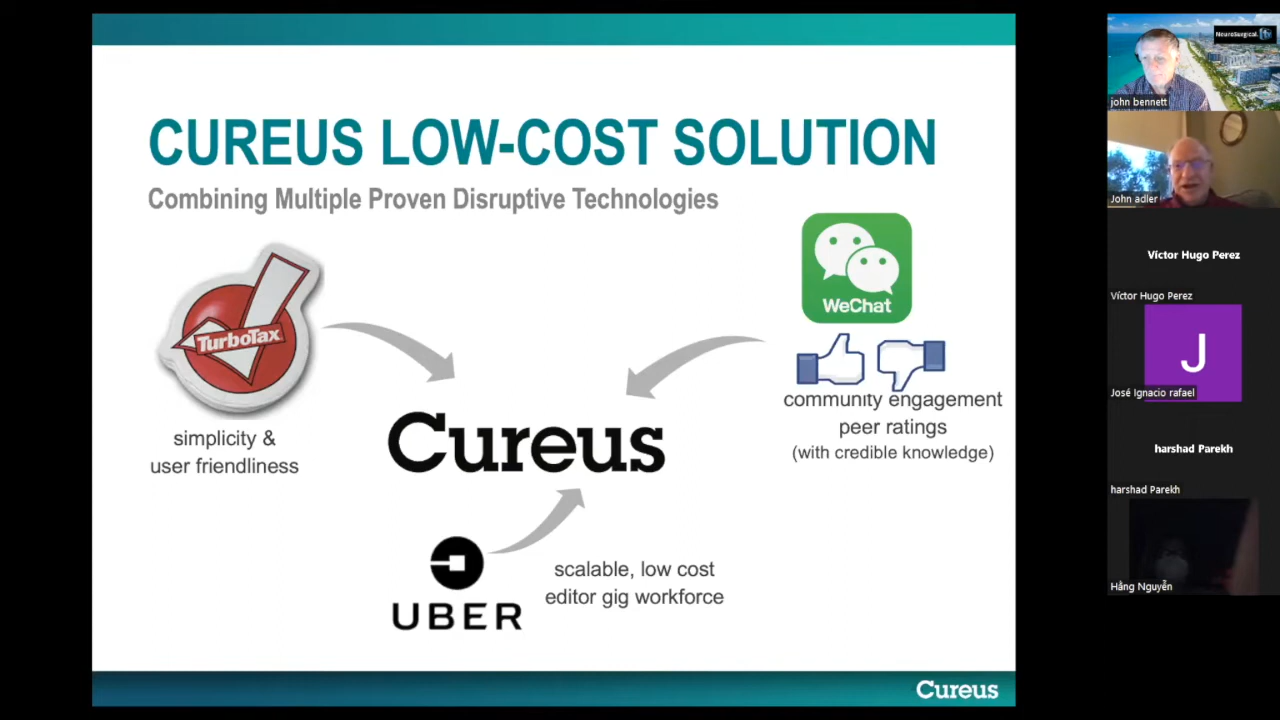 CUREUS LOW-COST SOLUTION
Combining Multiple Proven Disruptive Technologies
TurboTax
simplicity &
user friendliness
WeChat
community engagement
peer ratings
(with credible knowledge)
Cureus
UBER
scalable, low cost
editor gig workforce
Cureus
NeuroSurgical.tv
john bennett
John adler
Víctor Hugo Perez
Víctor Hugo Perez
J
José Ignacio rafael
harshad Parekh
harshad Parekh
Hằng Nguyễn